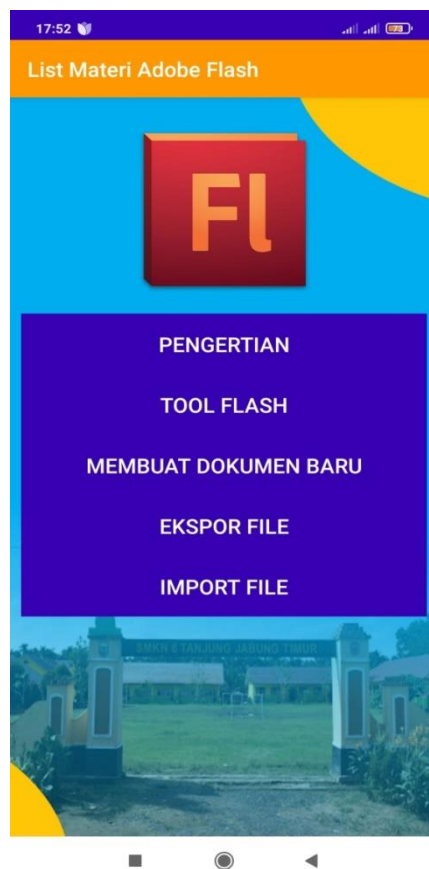 17:52
List Materi Adobe Flash
Fl
PENGERTIAN
TOOL FLASH
MEMBUAT DOKUMEN BARU
EKSPOR FILE
IMPORT FILE
SMKN 6 TANJUNG JABUNG TIMUR